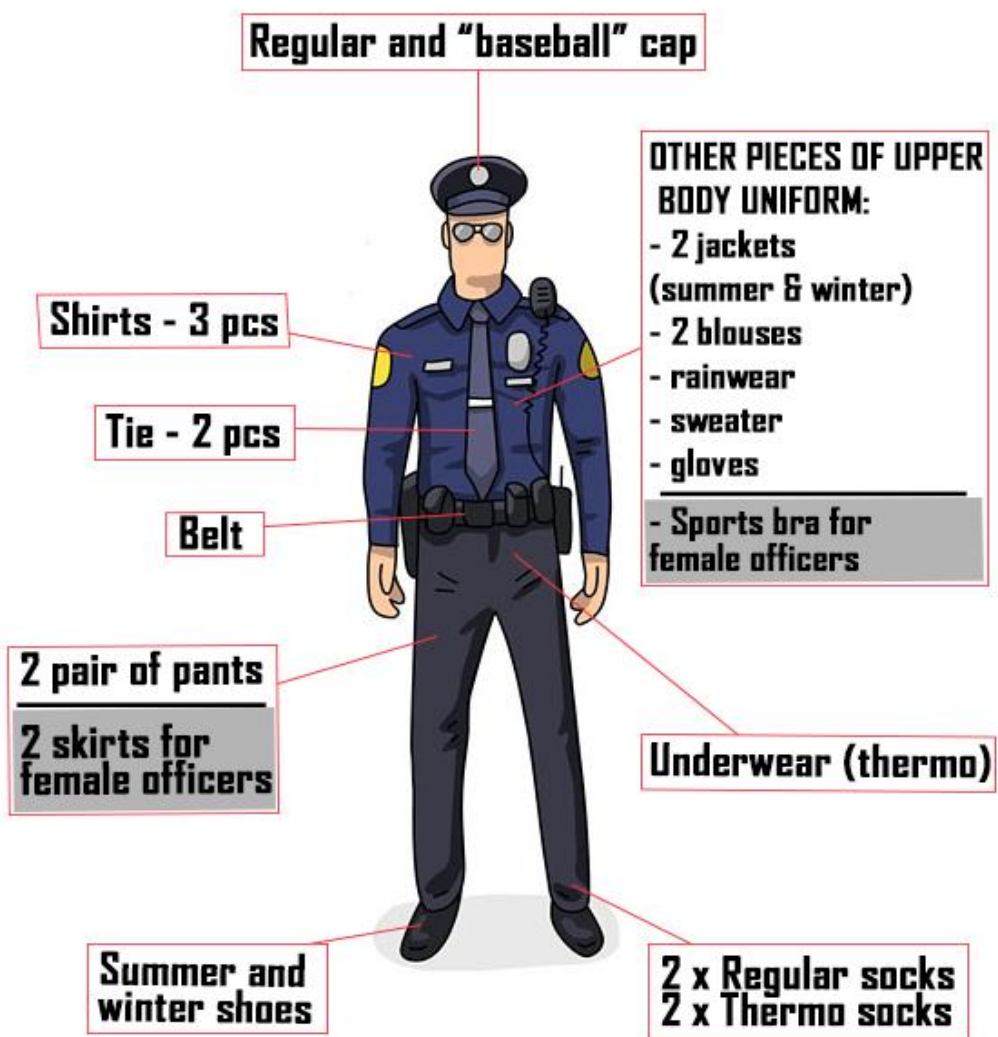 Regular and “baseball” cap
OTHER PIECES OF UPPER
BODY UNIFORM:
- 2 jackets
(summer & winter)
- 2 blouses
- rainwear
- sweater
- gloves
- Sports bra for
female officers
Shirts - 3 pcs
Tie - 2 pcs
Belt
2 pair of pants
2 skirts for
female officers
Underwear (thermo)
Summer and
winter shoes
2 x Regular socks
2 x Thermo socks